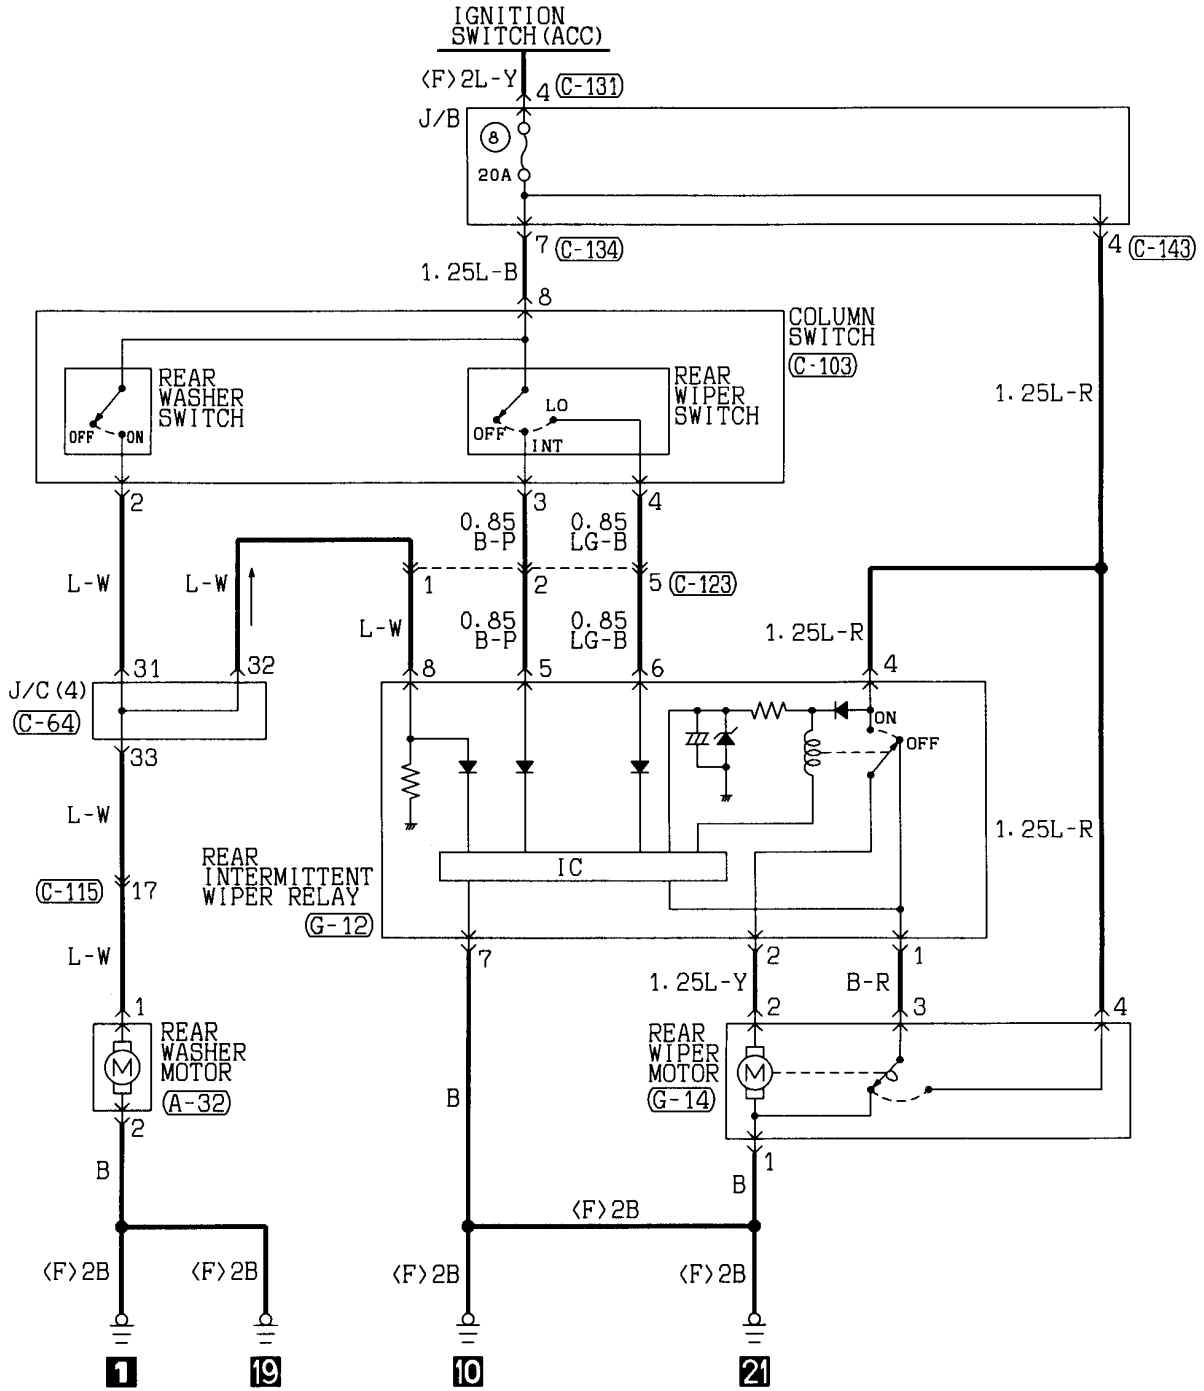 IGNITION
SWITCH(ACC)
<F>2L-Y
4
C-131
J/B
8
20A
7
C-134
4
C-143
1.25L-B
8
COLUMN
SWITCH
C-103
REAR
WASHER
SWITCH
OFF
ON
REAR
WIPER
SWITCH
LO
OFF
INT
1.25L-R
2
3
4
0.85
B-P
0.85
LG-B
L-W
L-W
1
2
5
C-123
L-W
0.85
B-P
0.85
LG-B
1.25L-R
31
32
8
5
6
4
J/C(4)
C-64
ON
OFF
33
L-W
1.25L-R
REAR
INTERMITTENT
WIPER RELAY
G-12
IC
C-115
17
L-W
7
2
1
1.25L-Y
B-R
1
2
3
4
REAR
WASHER
MOTOR
A-32
M
REAR
WIPER
MOTOR
G-14
M
2
B
B
1
B
<F>2B
<F>2B
<F>2B
<F>2B
<F>2B
1
19
10
21